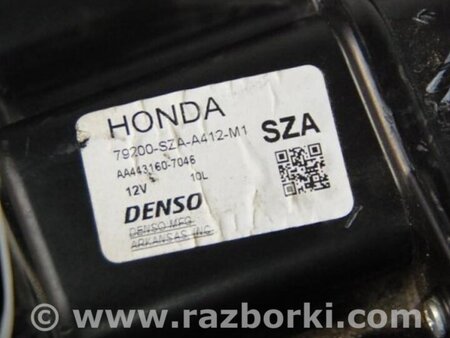 HONDA
79200-SZA-A412-M1
SZA
AA443160-7046
12V 10L
DENSO
DENSO MFG
ARKANSAS INC.
© www.razborki.com